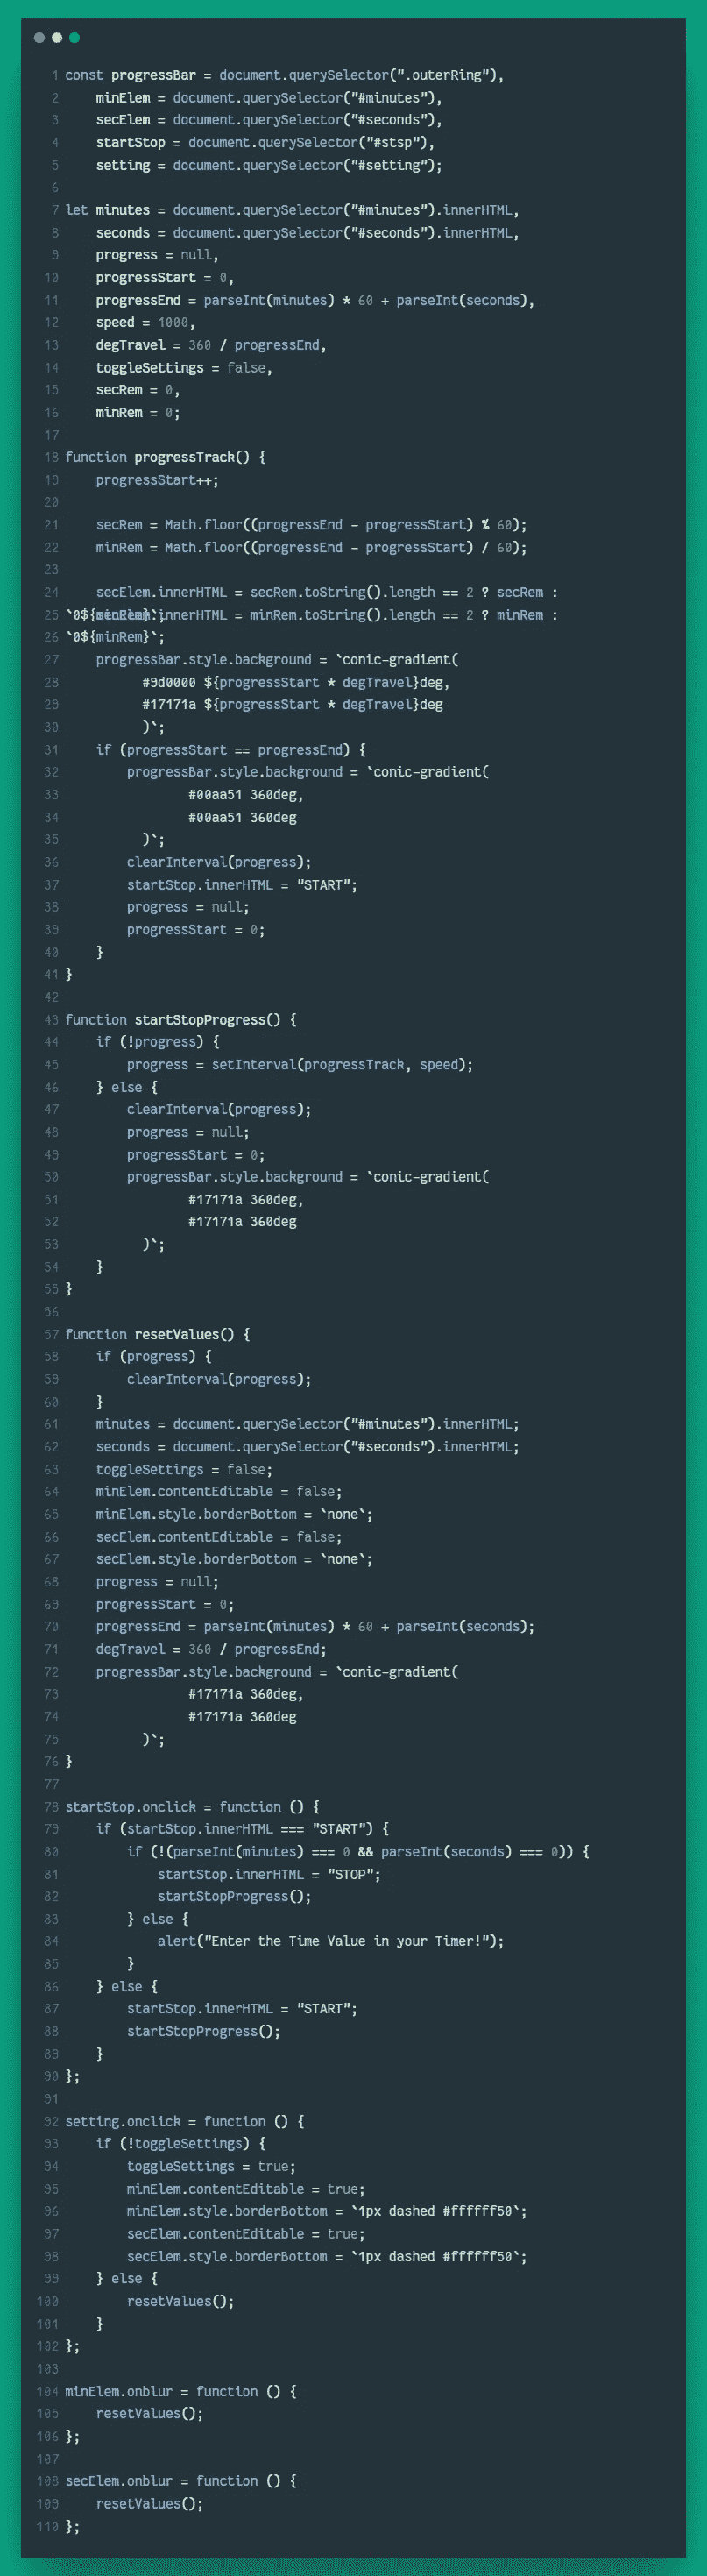 1 const progressBar = document.querySelector(".outerRing"),
2     minElem = document.querySelector("#minutes"),
3     secElem = document.querySelector("#seconds"),
4     startStop = document.querySelector("#stsp"),
5     setting = document.querySelector("#setting");
6
7 let minutes = document.querySelector("#minutes").innerHTML,
8     seconds = document.querySelector("#seconds").innerHTML,
9     progress = null,
10     progressStart = 0,
11     progressEnd = parseInt(minutes) * 60 + parseInt(seconds),
12     speed = 1000,
13     degTravel = 360 / progressEnd,
14     toggleSettings = false,
15     secRem = 0,
16     minRem = 0;
17
18 function progressTrack() {
19     progressStart++;
20
21     secRem = Math.floor((progressEnd - progressStart) % 60);
22     minRem = Math.floor((progressEnd - progressStart) / 60);
23
24     secElem.innerHTML = secRem.toString().length == 2 ? secRem :
25 `0${minElem.innerHTML = minRem.toString().length == 2 ? minRem :
26 `0${minRem}`;
27     progressBar.style.background = `conic-gradient(
28           #9d0000 ${progressStart * degTravel}deg,
29           #17171a ${progressStart * degTravel}deg
30           )`;
31     if (progressStart == progressEnd) {
32         progressBar.style.background = `conic-gradient(
33                 #00aa51 360deg,
34                 #00aa51 360deg
35           )`;
36         clearInterval(progress);
37         startStop.innerHTML = "START";
38         progress = null;
39         progressStart = 0;
40     }
41 }
42
43 function startStopProgress() {
44     if (!progress) {
45         progress = setInterval(progressTrack, speed);
46     } else {
47         clearInterval(progress);
48         progress = null;
49         progressStart = 0;
50         progressBar.style.background = `conic-gradient(
51                 #17171a 360deg,
52                 #17171a 360deg
53           )`;
54     }
55 }
56
57 function resetValues() {
58     if (progress) {
59         clearInterval(progress);
60     }
61     minutes = document.querySelector("#minutes").innerHTML;
62     seconds = document.querySelector("#seconds").innerHTML;
63     toggleSettings = false;
64     minElem.contentEditable = false;
65     minElem.style.borderBottom = `none`;
66     secElem.contentEditable = false;
67     secElem.style.borderBottom = `none`;
68     progress = null;
69     progressStart = 0;
70     progressEnd = parseInt(minutes) * 60 + parseInt(seconds);
71     degTravel = 360 / progressEnd;
72     progressBar.style.background = `conic-gradient(
73                 #17171a 360deg,
74                 #17171a 360deg
75           )`;
76 }
77
78 startStop.onclick = function () {
79     if (startStop.innerHTML === "START") {
80         if (!(parseInt(minutes) === 0 && parseInt(seconds) === 0)) {
81             startStop.innerHTML = "STOP";
82             startStopProgress();
83         } else {
84             alert("Enter the Time Value in your Timer!");
85         }
86     } else {
87         startStop.innerHTML = "START";
88         startStopProgress();
89     }
90 };
91
92 setting.onclick = function () {
93     if (!toggleSettings) {
94         toggleSettings = true;
95         minElem.contentEditable = true;
96         minElem.style.borderBottom = `1px dashed #ffffff50`;
97         secElem.contentEditable = true;
98         secElem.style.borderBottom = `1px dashed #ffffff50`;
99     } else {
100         resetValues();
101     }
102 };
103
104 minElem.onblur = function () {
105     resetValues();
106 };
107
108 secElem.onblur = function () {
109     resetValues();
110 };